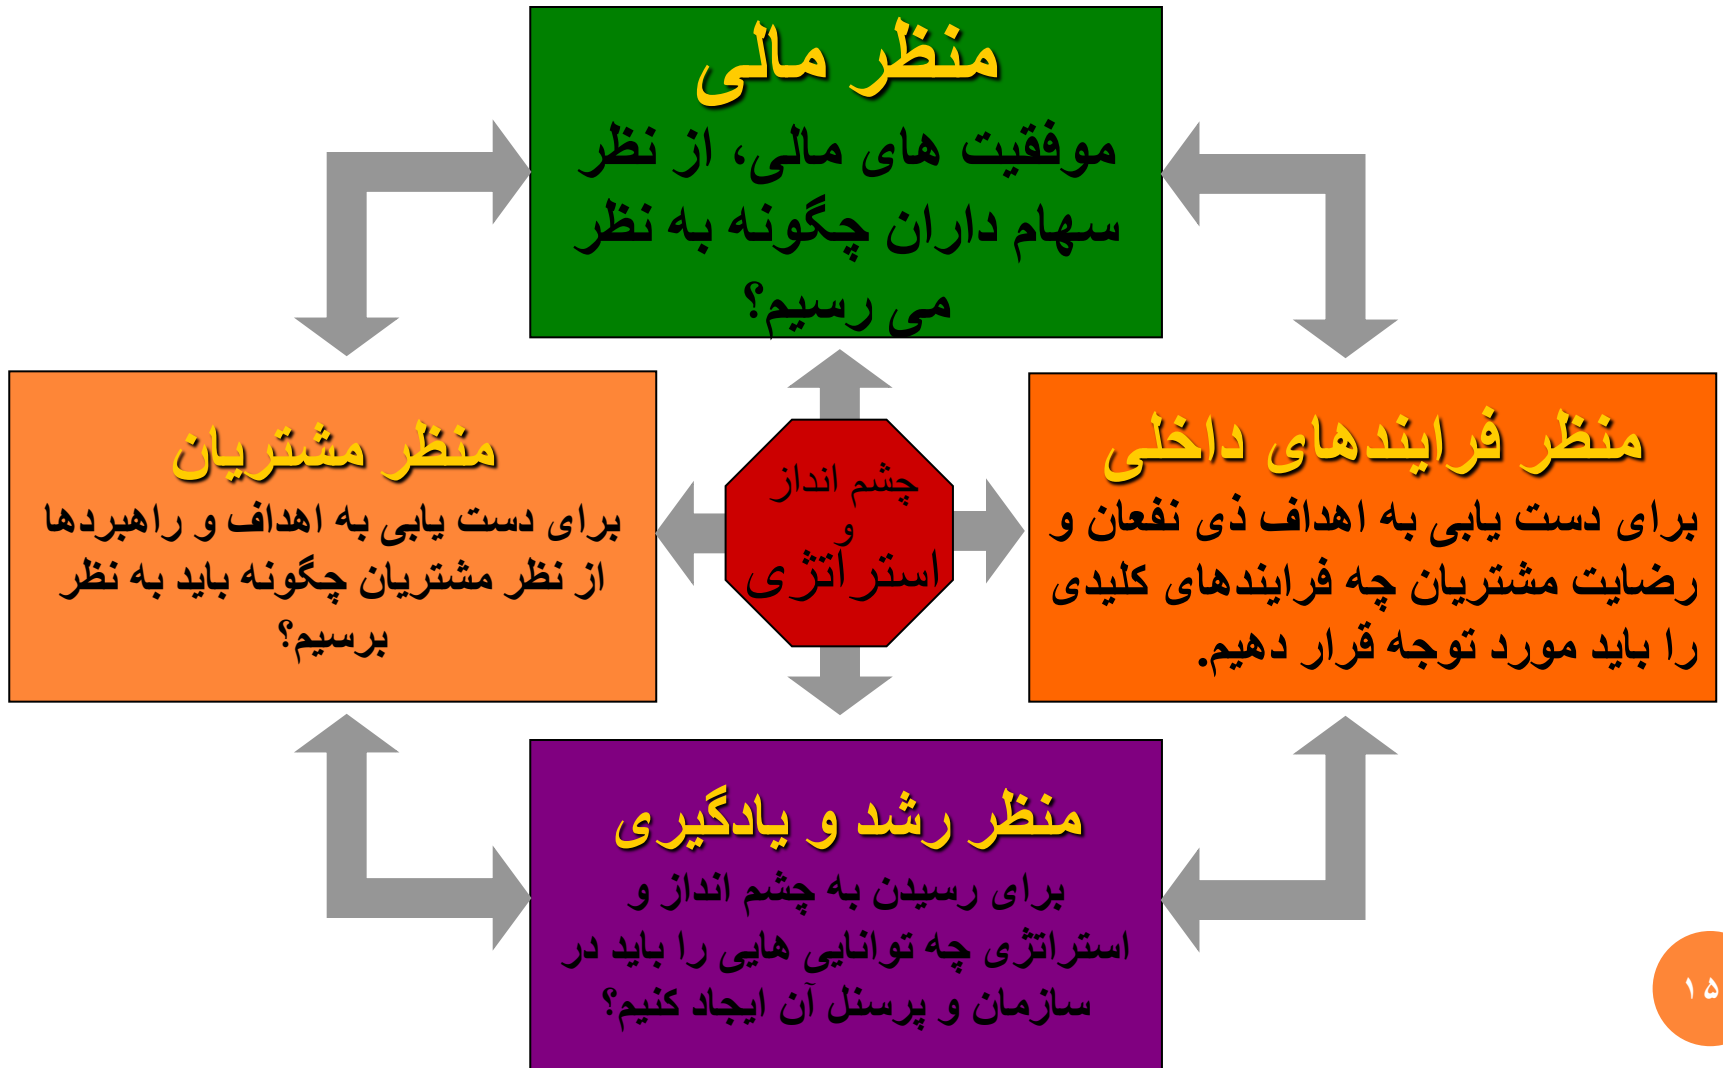 منظر مالی
موفقیت های مالی، از نظر
سهام داران چگونه به نظر
می رسیم؟
منظر فرایندهای داخلی
برای دست یابی به اهداف ذی نفعان و
رضایت مشتریان چه فرایندهای کلیدی
را باید مورد توجه قرار دهیم.
چشم انداز
و
استراتژی
منظر مشتریان
برای دست یابی به اهداف و راهبردها
از نظر مشتریان چگونه باید به نظر
برسیم؟
منظر رشد و یادگیری
برای رسیدن به چشم انداز و
استراتژی چه توانایی هایی را باید در
سازمان و پرسنل آن ایجاد کنیم؟
۱۵